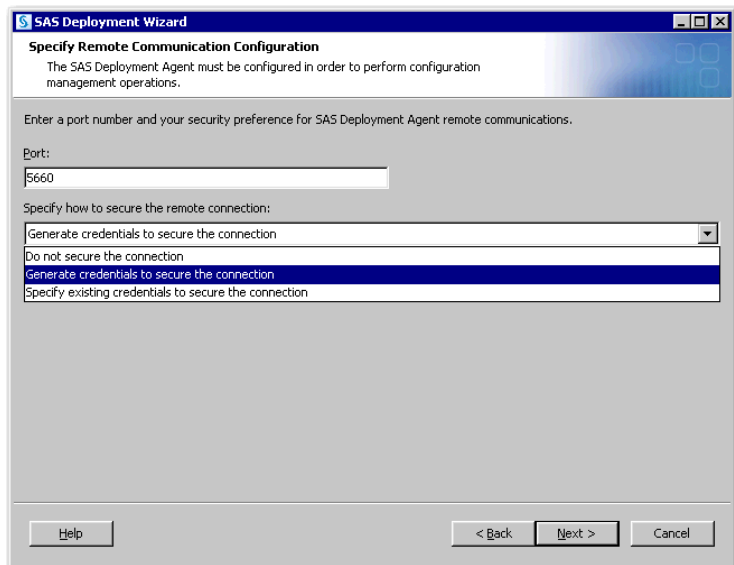 SAS Deployment Wizard
Specify Remote Communication Configuration
The SAS Deployment Agent must be configured in order to perform configuration
management operations.
Enter a port number and your security preference for SAS Deployment Agent remote communications.
Port:
5660
Specify how to secure the remote connection:
Generate credentials to secure the connection
Do not secure the connection
Generate credentials to secure the connection
Specify existing credentials to secure the connection
Help
< Back
Next >
Cancel